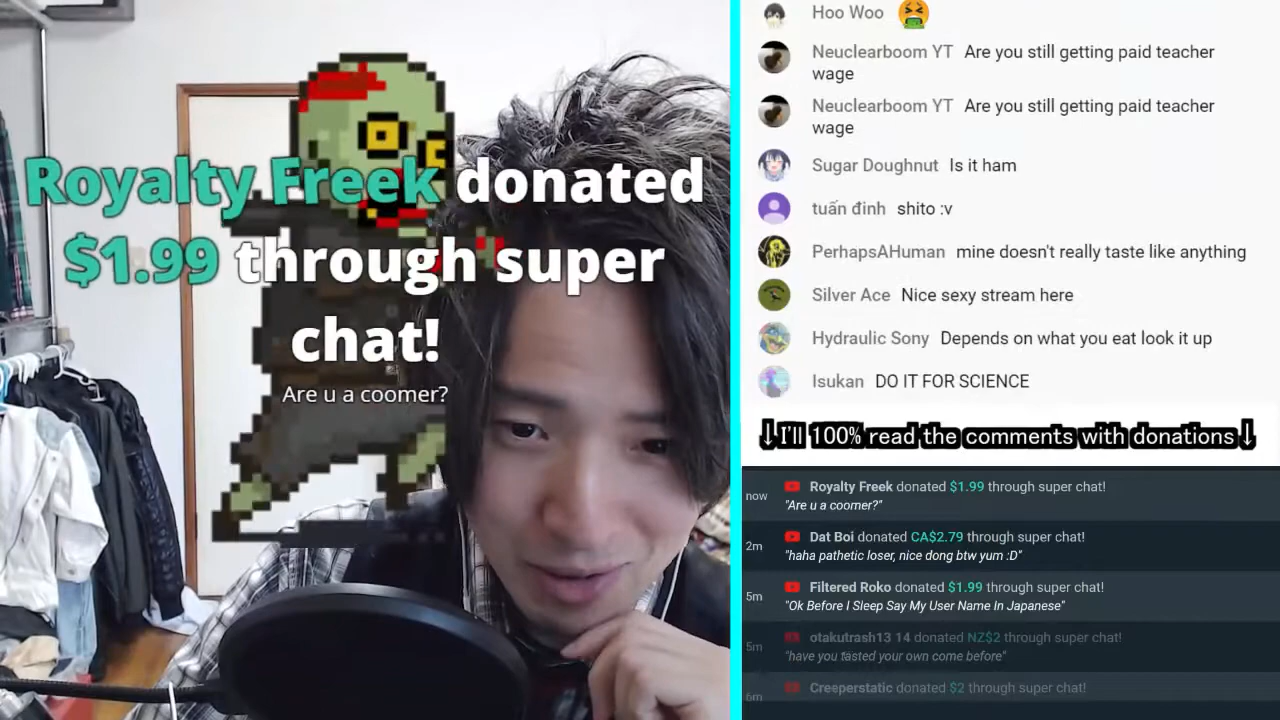 Royalty Freek donated
$1.99 through super
chat!
Are u a coomer?
Hoo Woo
Neuclearboom YT Are you still getting paid teacher
wage
Neuclearboom YT Are you still getting paid teacher
wage
Sugar Doughnut Is it ham
tuấn đinh shito :v
PerhapsAHuman mine doesn't really taste like anything
Silver Ace Nice sexy stream here
Hydraulic Sony Depends on what you eat look it up
Isukan DO IT FOR SCIENCE
↓I'll 100% read the comments with donations↓
now Royalty Freek donated $1.99 through super chat!
"Are u a coomer?"
2m Dat Boi donated CA$2.79 through super chat!
"haha pathetic loser, nice dong btw yum :D"
5m Filtered Roko donated $1.99 through super chat!
"Ok Before I Sleep Say My User Name In Japanese"
5m otakutrash13 14 donated NZ$2 through super chat!
"have you tasted your own come before"
6m Creeperstatic donated $2 through super chat!